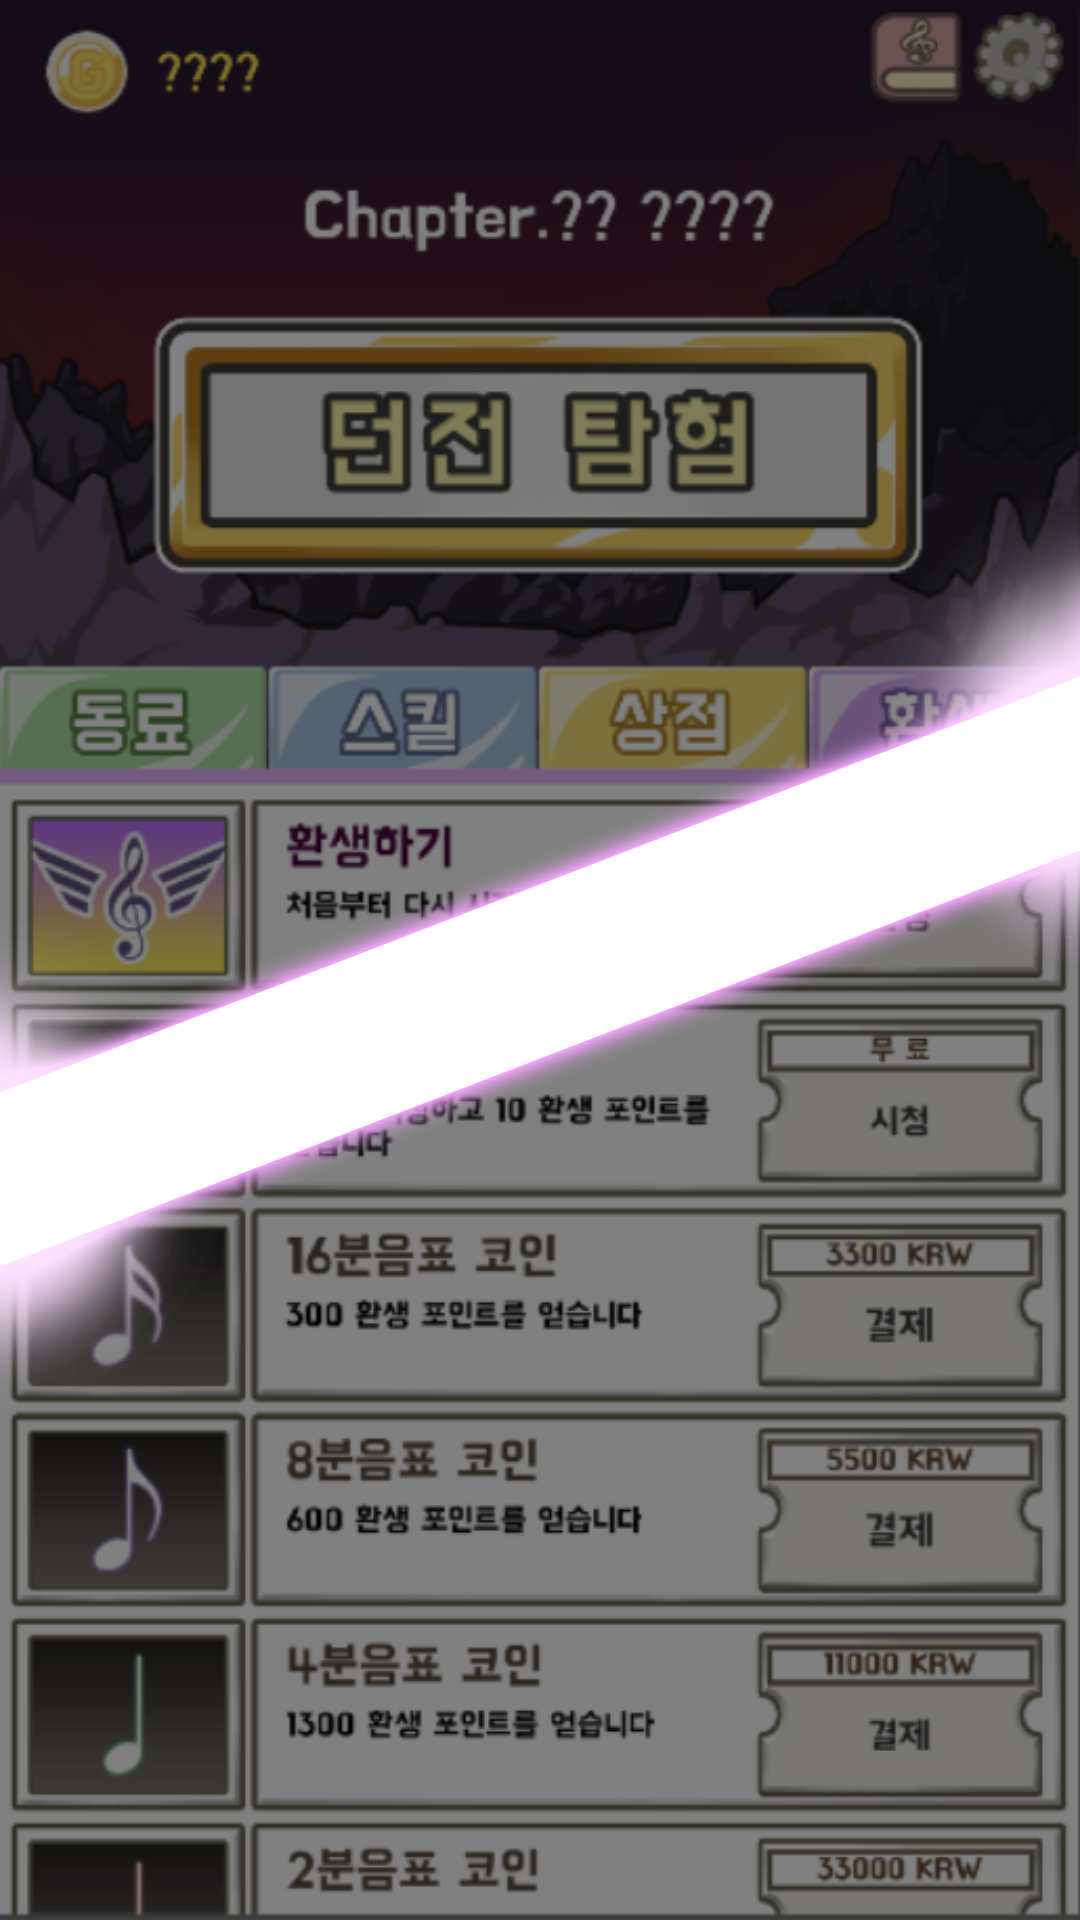 ????
Chapter.?? ????
던전 탐험
동료
스킬
상점
환생하기
처음부터 다시
무료
10 환생 포인트를
시청
16분음표 코인
300 환생 포인트를 얻습니다
3300 KRW
결제
8분음표 코인
600 환생 포인트를 얻습니다
5500 KRW
결제
4분음표 코인
1300 환생 포인트를 얻습니다
11000 KRW
결제
2분음표 코인
33000 KRW